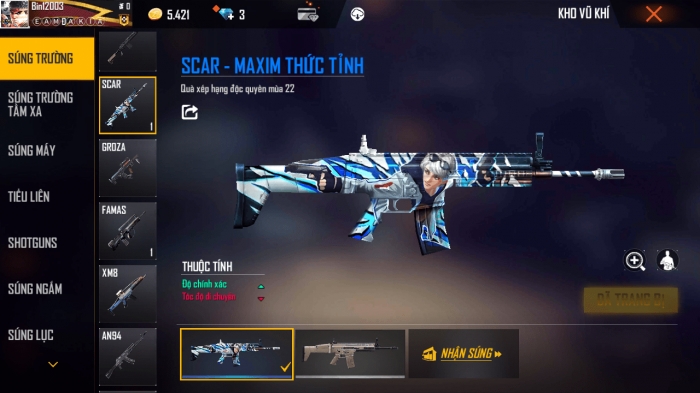 Bin12003
# 0
5.421
3
KHO VŨ KHÍ
SÚNG TRƯỜNG
SÚNG TRƯỜNG
TẦM XA
SÚNG MÁY
TIỂU LIÊN
SHOTGUNS
SÚNG NGẮM
SÚNG LỤC
SCAR
1
GROZA
FAMAS
1
XM8
AN94
SCAR - MAXIM THỨC TỈNH
Quà xếp hạng độc quyền mùa 22
THUỘC TÍNH
Độ chính xác
Tốc độ di chuyển
ĐÃ TRANG BỊ
NHẬN SÚNG